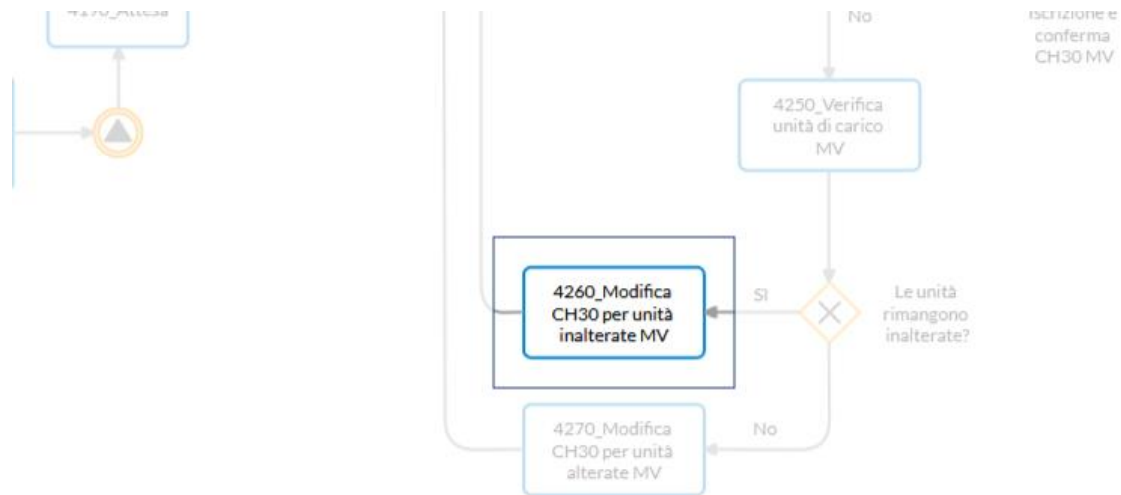 4190_Attesa
No
iscrizione e
conferma
CH30 MV
4250_Verifica
unità di carico
MV
4260_Modifica
CH30 per unità
inalterate MV
SI
Le unità
rimangono
inalterate?
4270_Modifica
CH30 per unità
alterate MV
No